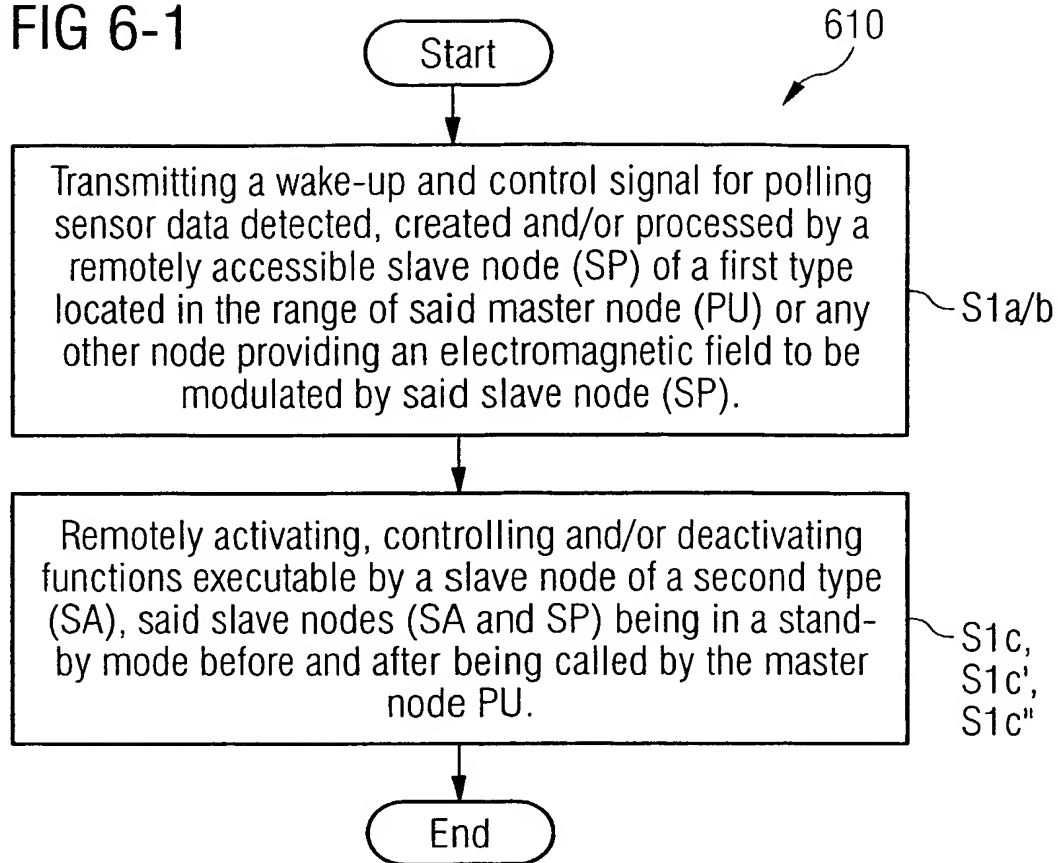 FIG 6-1
610
Start
Transmitting a wake-up and control signal for polling
sensor data detected, created and/or processed by a
remotely accessible slave node (SP) of a first type
located in the range of said master node (PU) or any
other node providing an electromagnetic field to be
modulated by said slave node (SP).
S1a/b
Remotely activating, controlling and/or deactivating
functions executable by a slave node of a second type
(SA), said slave nodes (SA and SP) being in a stand-
by mode before and after being called by the master
node PU.
S1c,
S1c',
S1c"
End